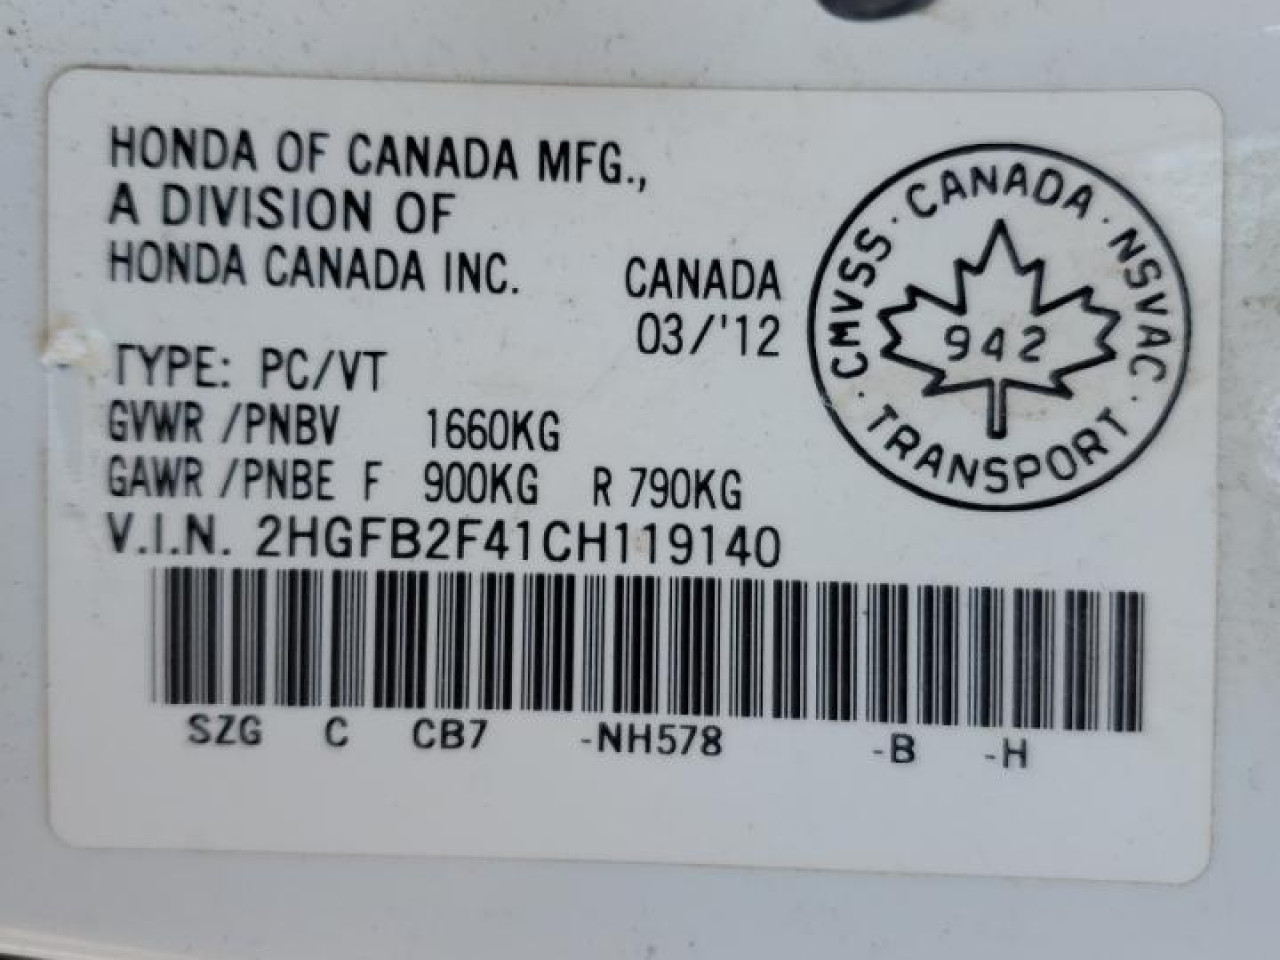 HONDA OF CANADA MFG.,
A DIVISION OF
HONDA CANADA INC.
CANADA
03/'12
TYPE: PC/VT
GVWR /PNBV 1660KG
GAWR /PNBE F 900KG R 790KG
V.I.N. 2HGFB2F41CH119140
SZG C CB7 -NH578 -B -H
CMVSS · CANADA · NSVAC · TRANSPORT ·
942